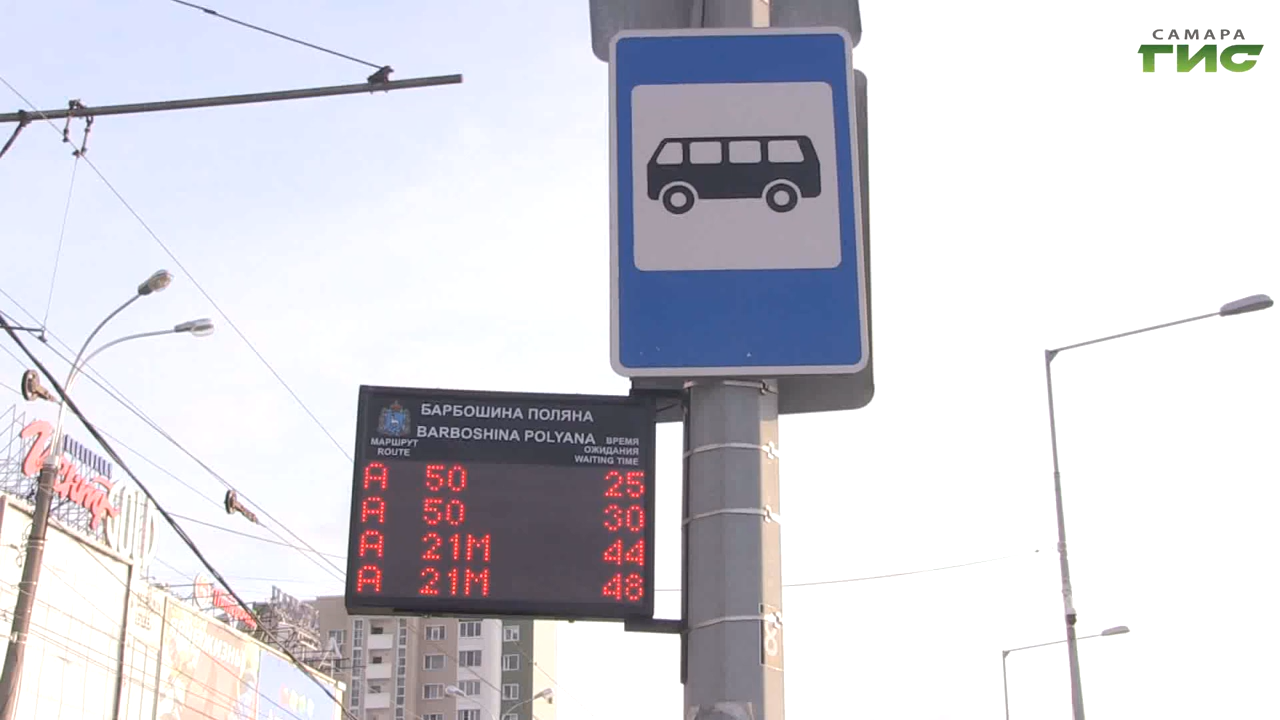 САМАРА
ГИС
БАРБОШИНА ПОЛЯНА
BARBOSHINA POLYANA
МАРШРУТ
ROUTE
ВРЕМЯ
ОЖИДАНИЯ
WAITING TIME
А 50 25
А 50 30
А 21М 44
А 21М 48
Центр